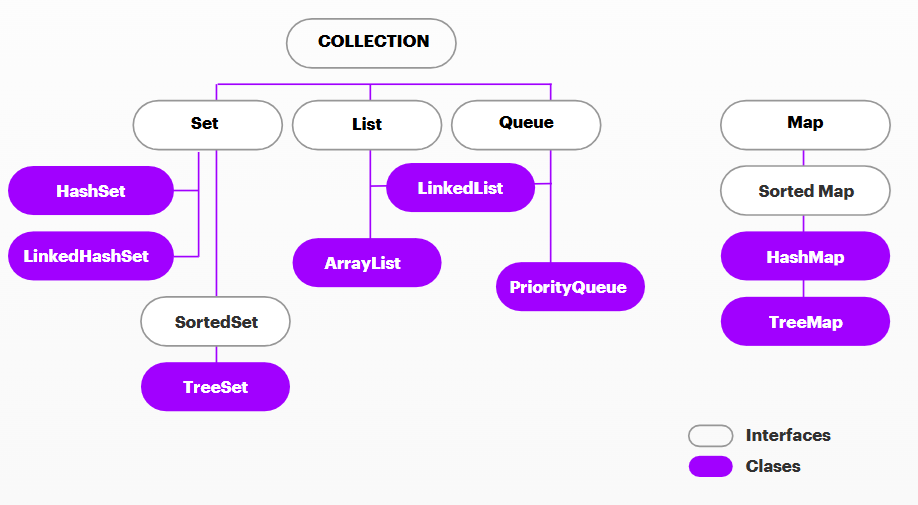 COLLECTION
Set
List
Queue
Map
HashSet
LinkedList
Sorted Map
LinkedHashSet
ArrayList
HashMap
PriorityQueue
SortedSet
TreeMap
TreeSet
Interfaces
Clases